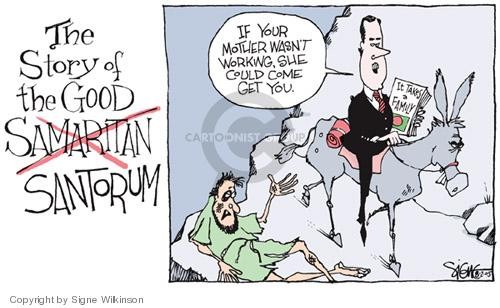 The
Story of
the GOOD
SAMARITAN
SANTORUM
IF YOUR
MOTHER WASN'T
WORKING, SHE
COULD COME
GET YOU.
It TAKES
a
FAMILY
CARTOONIST GROUP
SIGNE
Copyright by Signe Wilkinson